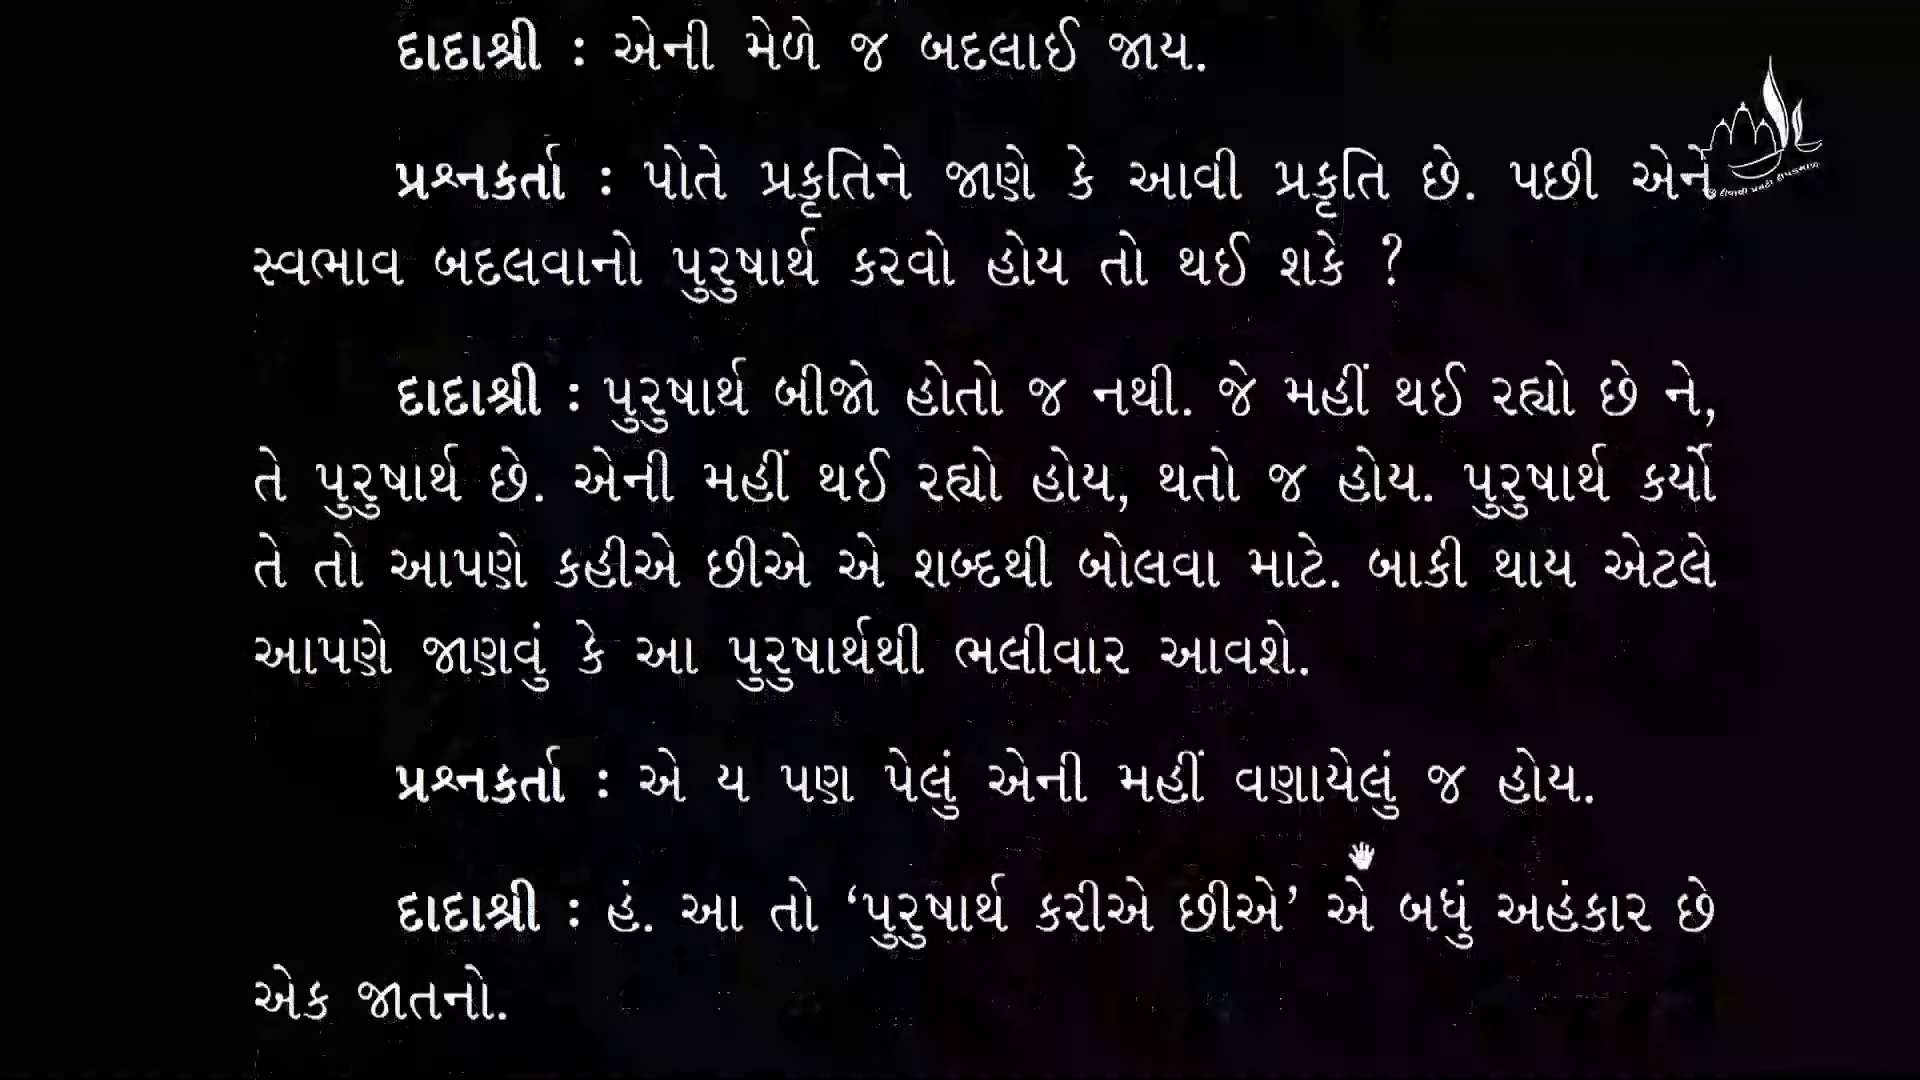 દાદાશ્રી : એની મેળે જ બદલાઈ જાય.
પ્રશ્નકર્તા : પોતે પ્રકૃતિને જાણે કે આવી પ્રકૃતિ છે. પછી એને
સ્વભાવ બદલવાનો પુરુષાર્થ કરવો હોય તો થઈ શકે ?
દાદાશ્રી : પુરુષાર્થ બીજો હોતો જ નથી. જે મહીં થઈ રહ્યો છે ને,
તે પુરુષાર્થ છે. એની મહીં થઈ રહ્યો હોય, થતો જ હોય. પુરુષાર્થ કર્યો
તે તો આપણે કહીએ છીએ એ શબ્દથી બોલવા માટે. બાકી થાય એટલે
આપણે જાણવું કે આ પુરુષાર્થથી ભલીવાર આવશે.
પ્રશ્નકર્તા : એ ય પણ પેલું એની મહીં વણાયેલું જ હોય.
દાદાશ્રી : હં. આ તો ‘પુરુષાર્થ કરીએ છીએ’ એ બધું અહંકાર છે
એક જાતનો.